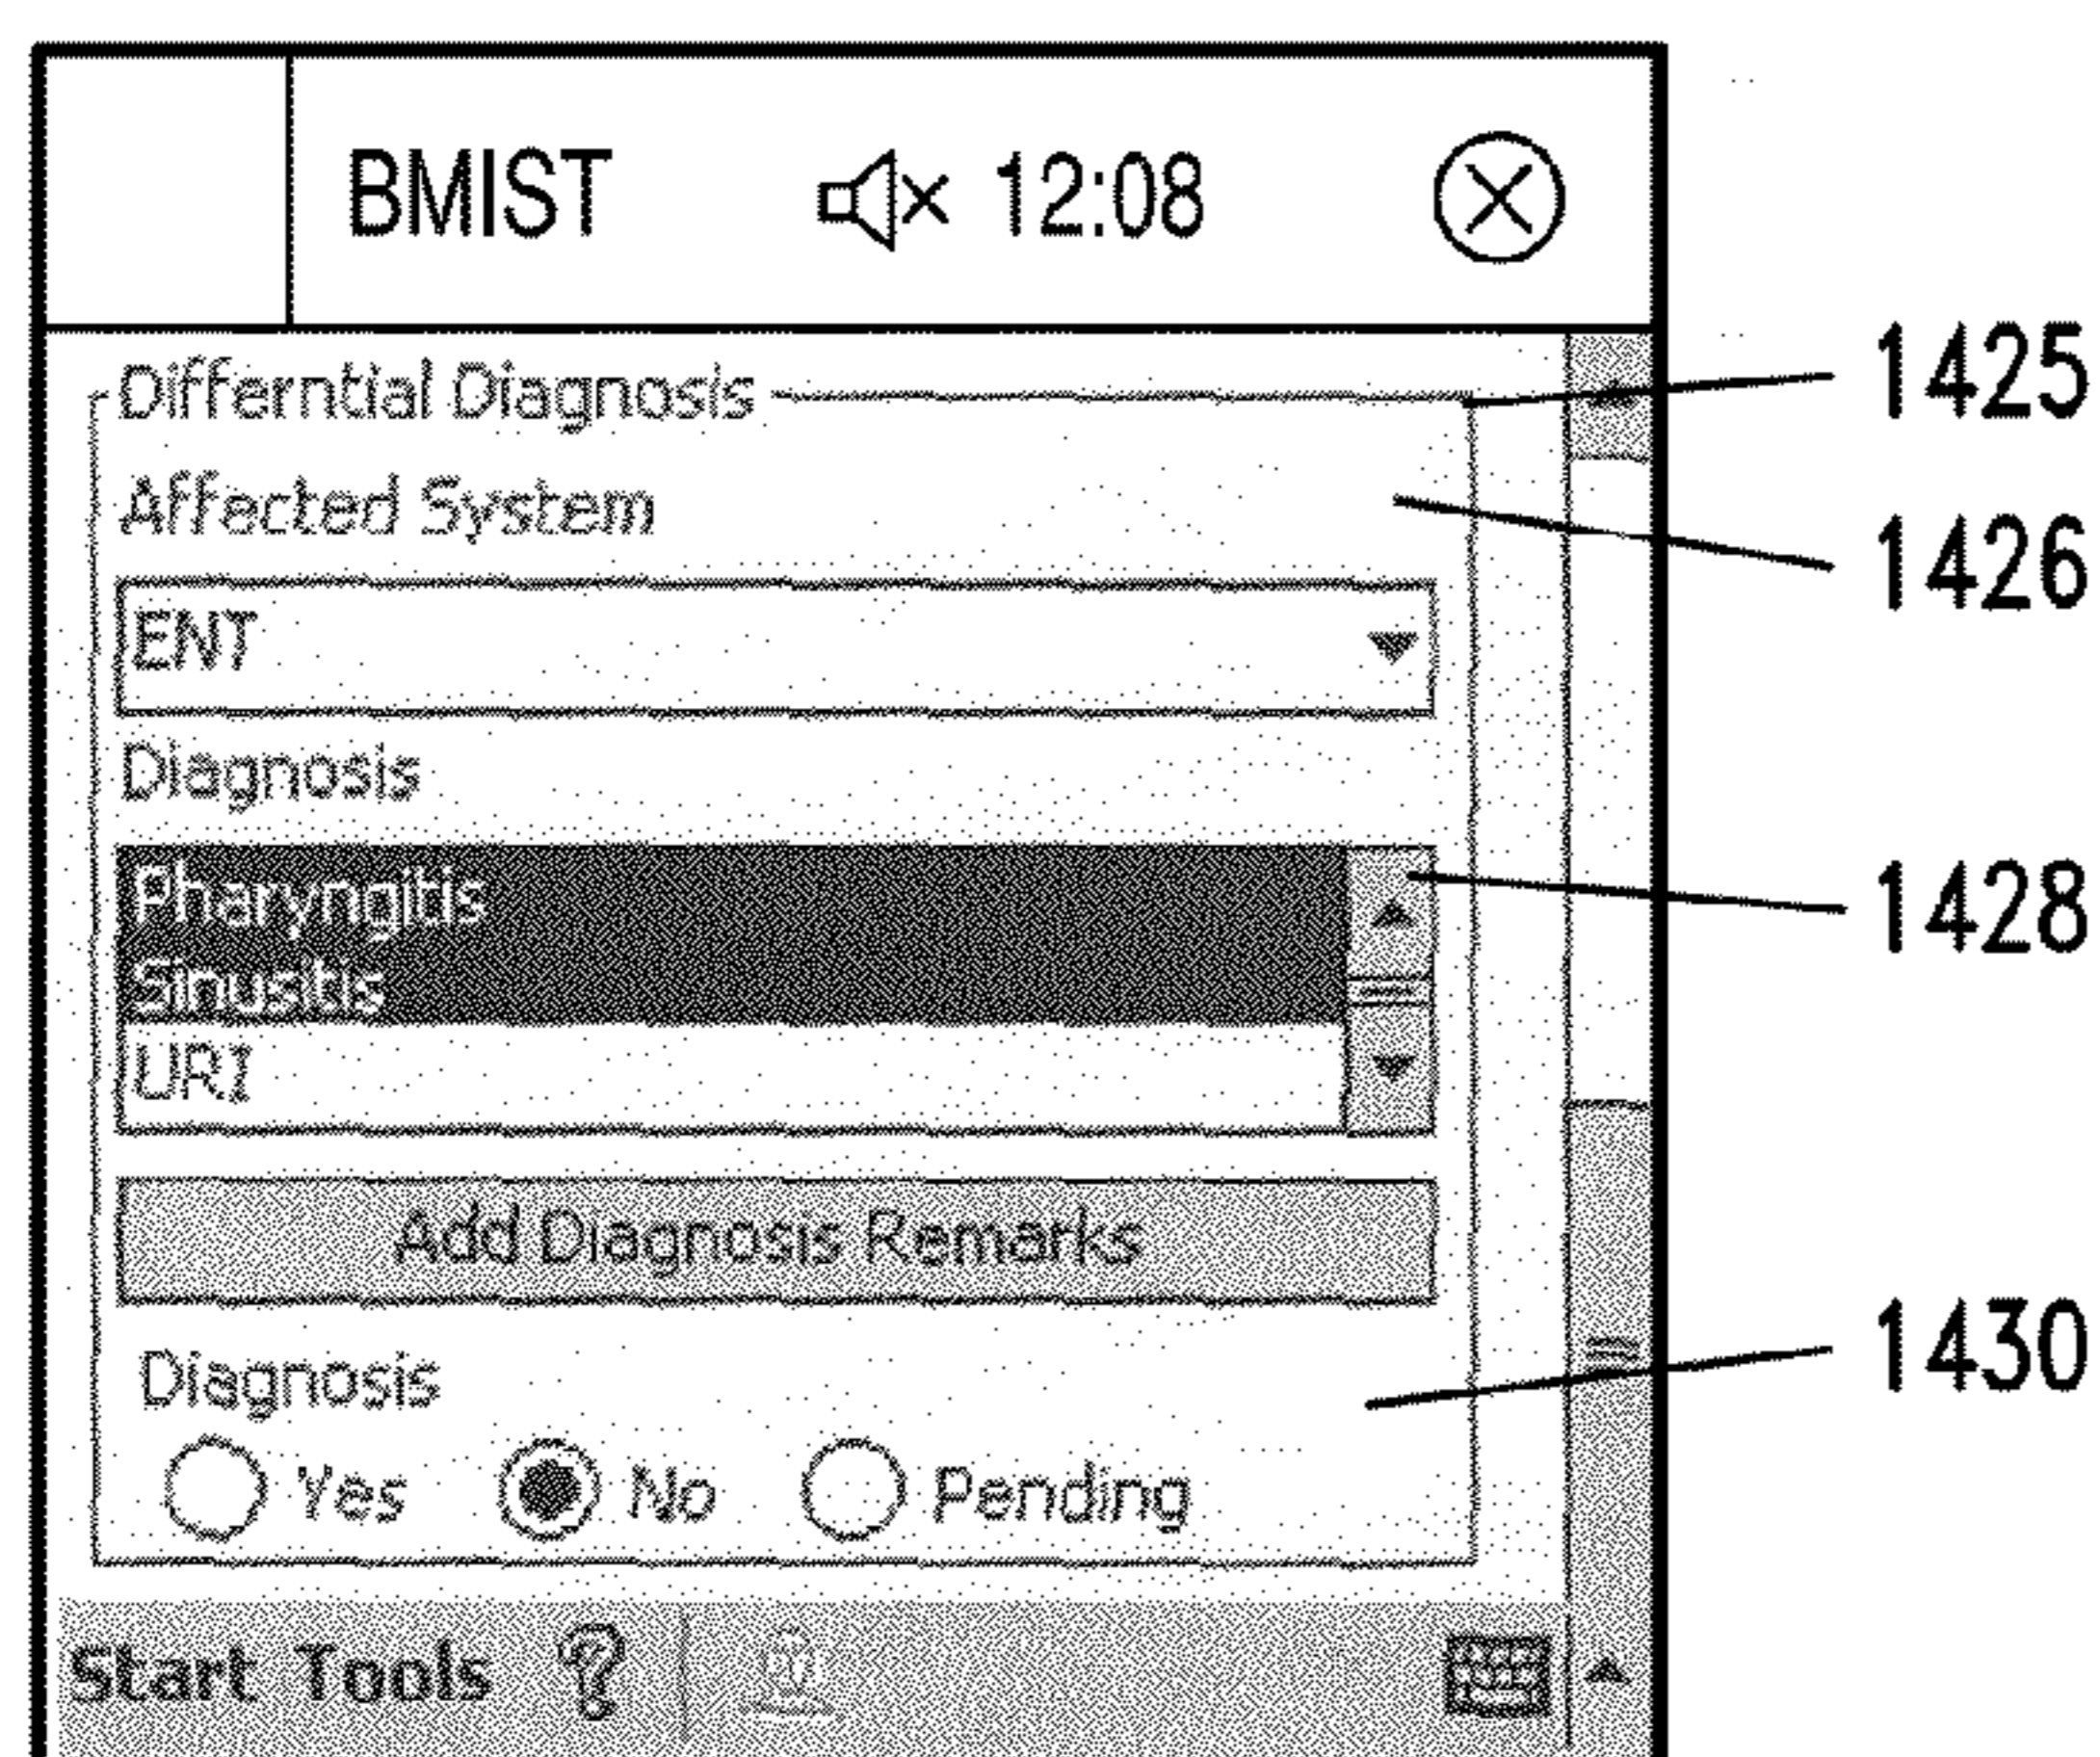 BMIST 12:08
Differntial Diagnosis
1425
Affected System
1426
ENT
Diagnosis
Pharyngitis
1428
Sinusitis
URI
Add Diagnosis Remarks
Diagnosis
1430
Yes No Pending
Start Tools ?